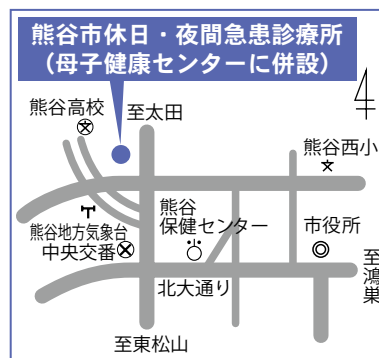 熊谷市休日・夜間急患診療所
（母子健康センターに併設）
熊谷高校
至太田
熊谷西小
熊谷地方気象台
中央交番
熊谷
保健センター
市役所
至鴻巣
北大通り
至東松山